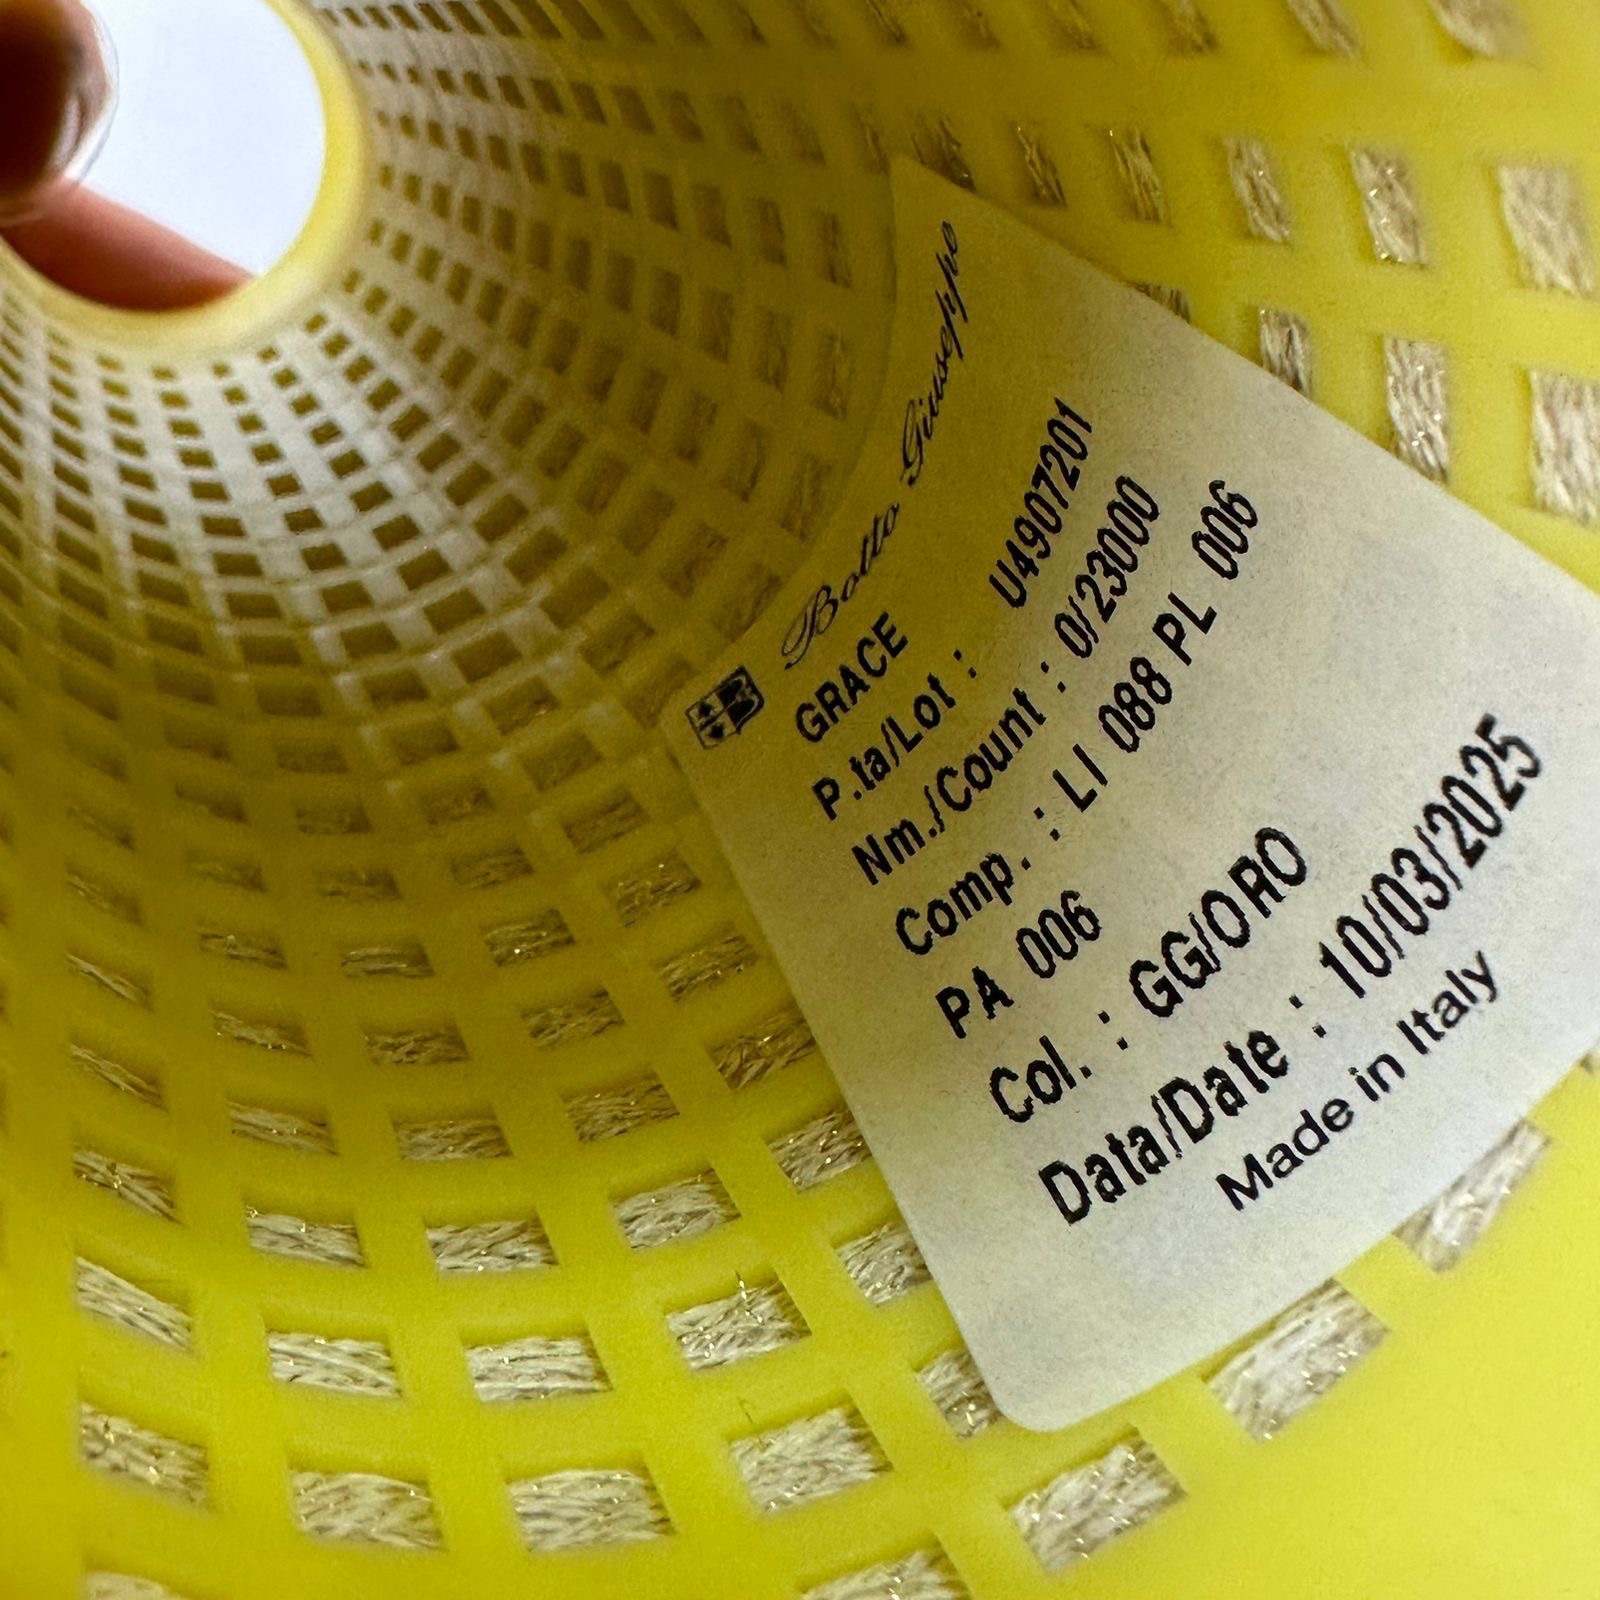 Botto Giuseppe
GRACE
P.ta/Lot : U4907201
Nm./Count : 0/23000
Comp. : LI 088 PL 006
PA 006
Col. : GG/ORO
Data/Date : 10/03/2025
Made in Italy